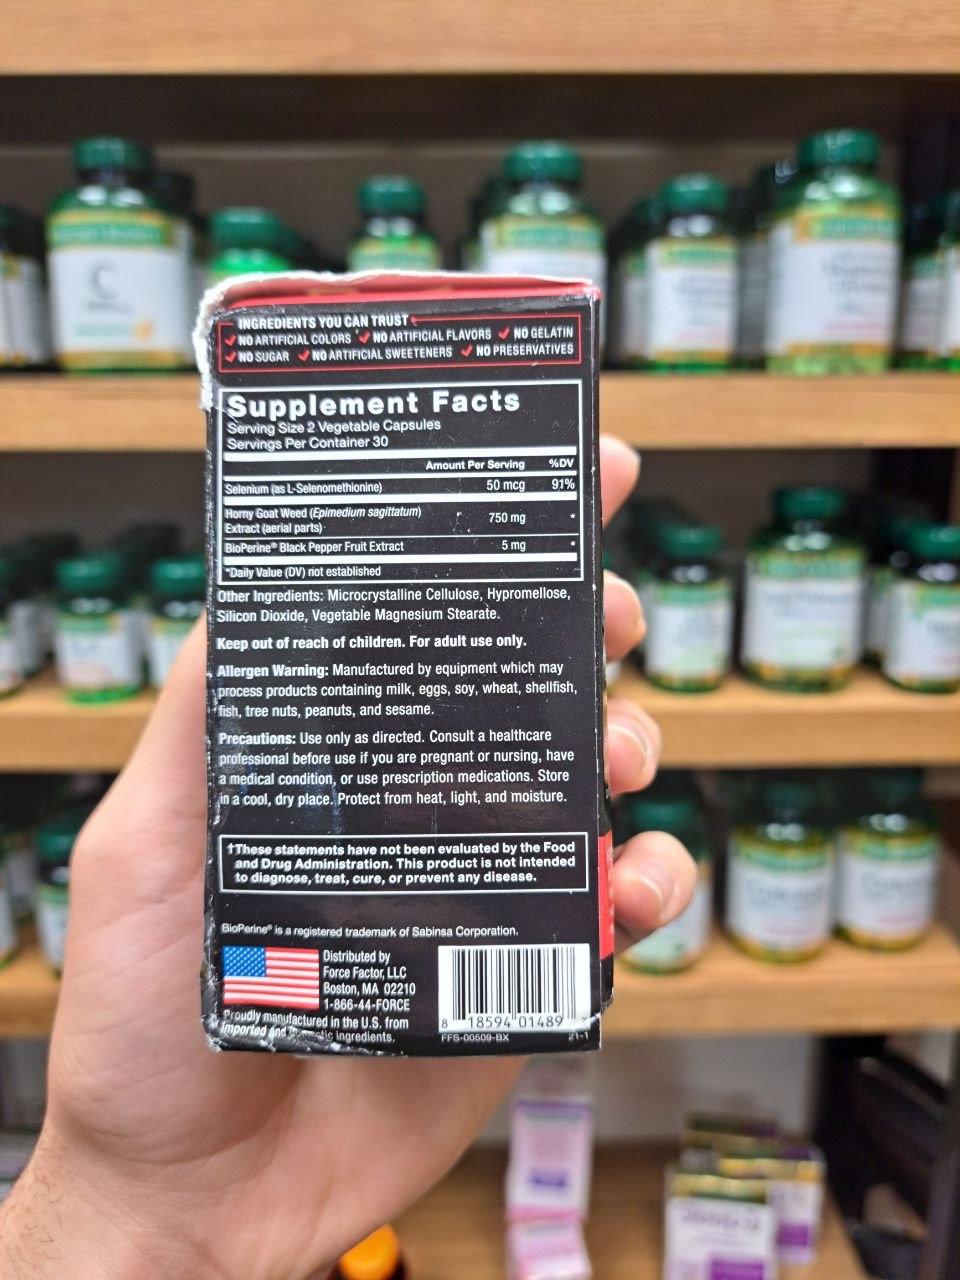 INGREDIENTS YOU CAN TRUST
NO ARTIFICIAL COLORS NO ARTIFICIAL FLAVORS NO GELATIN
NO SUGAR NO ARTIFICIAL SWEETENERS NO PRESERVATIVES
Supplement Facts
Serving Size 2 Vegetable Capsules
Servings Per Container 30
Amount Per Serving %DV
Selenium (as L-Selenomethionine) 50 mcg 91%
Horny Goat Weed (Epimedium sagittatum)
Extract (aerial parts) 750 mg *
BioPerine® Black Pepper Fruit Extract 5 mg *
*Daily Value (DV) not established
Other Ingredients: Microcrystalline Cellulose, Hypromellose,
Silicon Dioxide, Vegetable Magnesium Stearate.
Keep out of reach of children. For adult use only.
Allergen Warning: Manufactured by equipment which may
process products containing milk, eggs, soy, wheat, shellfish,
fish, tree nuts, peanuts, and sesame.
Precautions: Use only as directed. Consult a healthcare
professional before use if you are pregnant or nursing, have
a medical condition, or use prescription medications. Store
in a cool, dry place. Protect from heat, light, and moisture.
†These statements have not been evaluated by the Food
and Drug Administration. This product is not intended
to diagnose, treat, cure, or prevent any disease.
BioPerine® is a registered trademark of Sabinsa Corporation.
Distributed by
Force Factor, LLC
Boston, MA 02210
1-866-44-FORCE
Proudly manufactured in the U.S. from
imported and domestic ingredients.
8 18594 01489
FFS-00509-BX 21-1
C